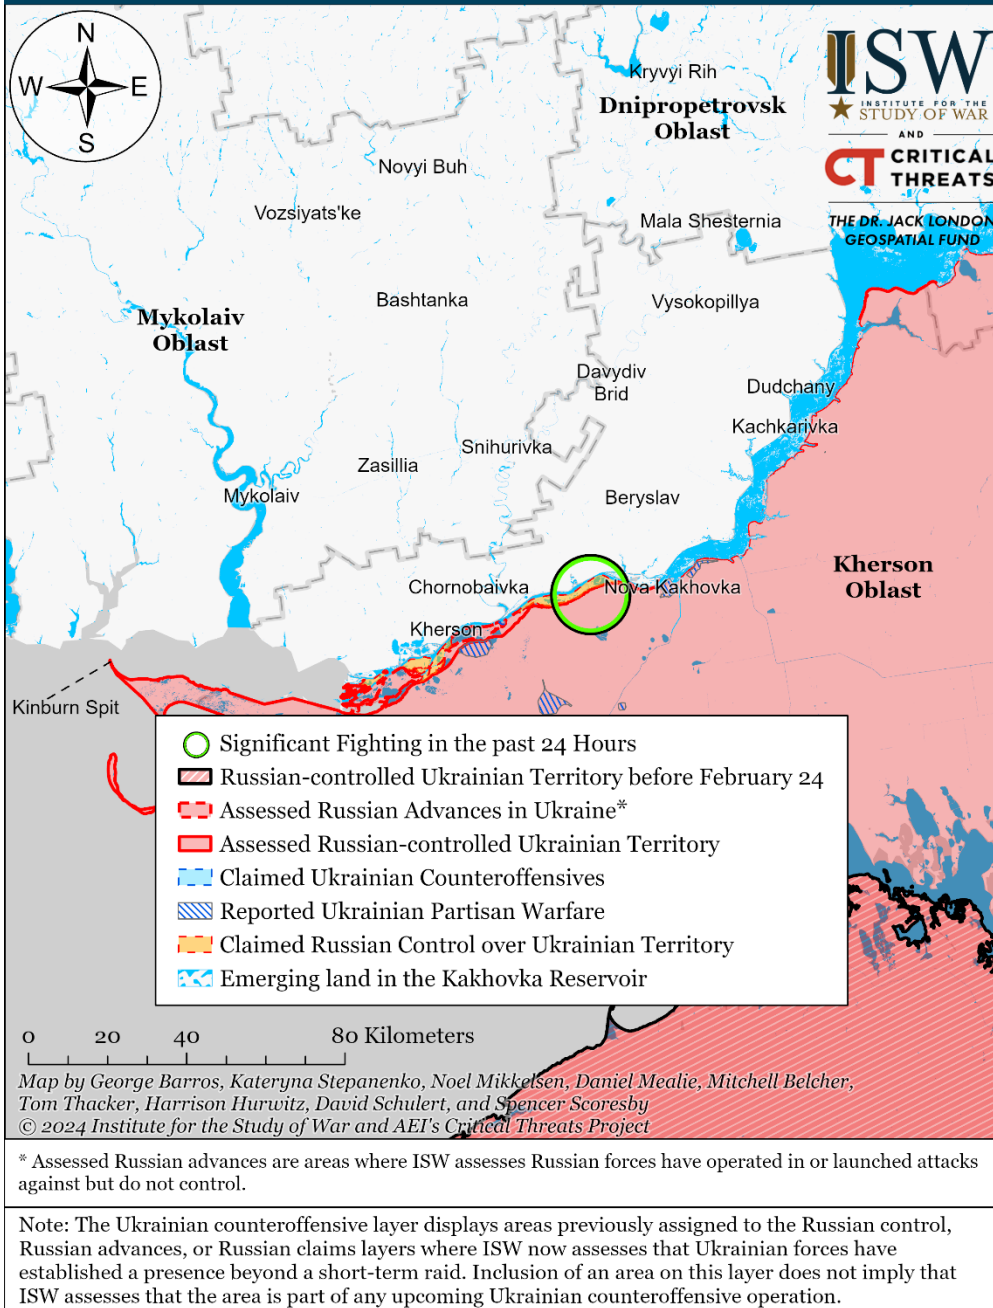 N
W
E
S
Kryvyi Rih
Dnipropetrovsk
Oblast
ISW
INSTITUTE FOR THE
STUDY OF WAR
AND
CT CRITICAL
THREATS
THE DR. JACK LONDON
GEOSPATIAL FUND
Novyi Buh
Vozsiyats'ke
Mala Shesternia
Bashtanka
Vysokopillya
Mykolaiv
Oblast
Davydiv
Brid
Dudchany
Kachkarivka
Snihurivka
Zasillia
Mykolaiv
Beryslav
Kherson
Oblast
Chornobaivka
Nova Kakhovka
Kherson
Kinburn Spit
Significant Fighting in the past 24 Hours
Russian-controlled Ukrainian Territory before February 24
Assessed Russian Advances in Ukraine*
Assessed Russian-controlled Ukrainian Territory
Claimed Ukrainian Counteroffensives
Reported Ukrainian Partisan Warfare
Claimed Russian Control over Ukrainian Territory
Emerging land in the Kakhovka Reservoir
0 20 40 80 Kilometers
Map by George Barros, Kateryna Stepanenko, Noel Mikkelsen, Daniel Mealie, Mitchell Belcher,
Tom Thacker, Harrison Hurwitz, David Schulert, and Spencer Scoresby
© 2024 Institute for the Study of War and AEI's Critical Threats Project
* Assessed Russian advances are areas where ISW assesses Russian forces have operated in or launched attacks
against but do not control.
Note: The Ukrainian counteroffensive layer displays areas previously assigned to the Russian control,
Russian advances, or Russian claims layers where ISW now assesses that Ukrainian forces have
established a presence beyond a short-term raid. Inclusion of an area on this layer does not imply that
ISW assesses that the area is part of any upcoming Ukrainian counteroffensive operation.